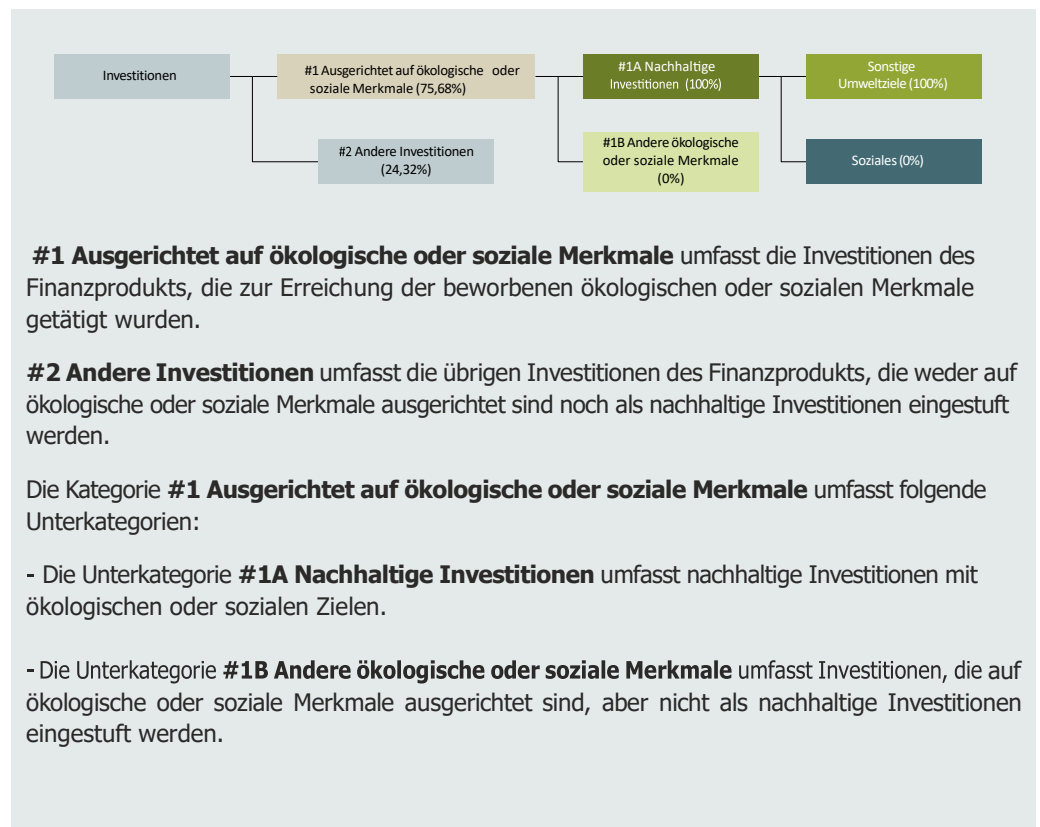 Investitionen
#1 Ausgerichtet auf ökologische oder
soziale Merkmale (75,68%)
#1A Nachhaltige
Investitionen (100%)
Sonstige
Umweltziele (100%)
#2 Andere Investitionen
(24,32%)
#1B Andere ökologische
oder soziale Merkmale
(0%)
Soziales (0%)
#1 Ausgerichtet auf ökologische oder soziale Merkmale umfasst die Investitionen des
Finanzprodukts, die zur Erreichung der beworbenen ökologischen oder sozialen Merkmale
getätigt wurden.
#2 Andere Investitionen umfasst die übrigen Investitionen des Finanzprodukts, die weder auf
ökologische oder soziale Merkmale ausgerichtet sind noch als nachhaltige Investitionen eingestuft
werden.
Die Kategorie #1 Ausgerichtet auf ökologische oder soziale Merkmale umfasst folgende
Unterkategorien:
- Die Unterkategorie #1A Nachhaltige Investitionen umfasst nachhaltige Investitionen mit
ökologischen oder sozialen Zielen.
- Die Unterkategorie #1B Andere ökologische oder soziale Merkmale umfasst Investitionen, die auf
ökologische oder soziale Merkmale ausgerichtet sind, aber nicht als nachhaltige Investitionen
eingestuft werden.